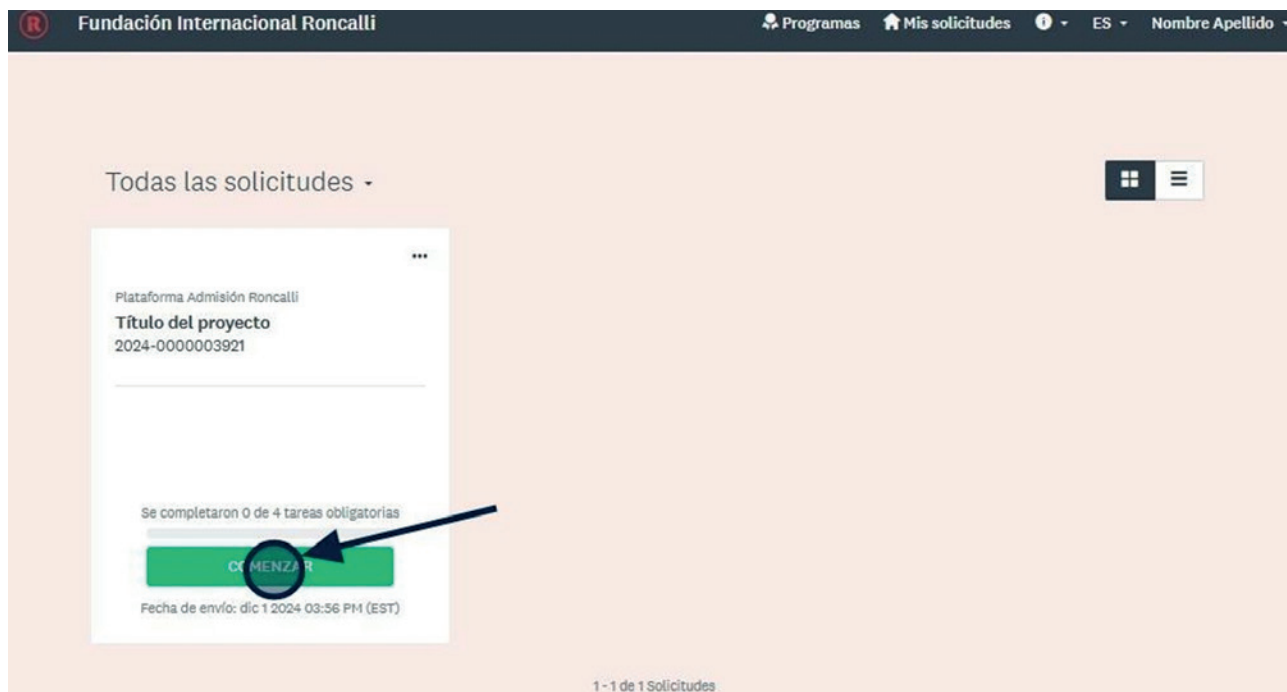 R Fundación Internacional Roncalli Programas Mis solicitudes ES Nombre Apellido
Todas las solicitudes
Plataforma Admisión Roncalli
Título del proyecto
2024-0000003921
Se completaron 0 de 4 tareas obligatorias
COMENZAR
Fecha de envío: dic 1 2024 03:56 PM (EST)
1 - 1 de 1 Solicitudes